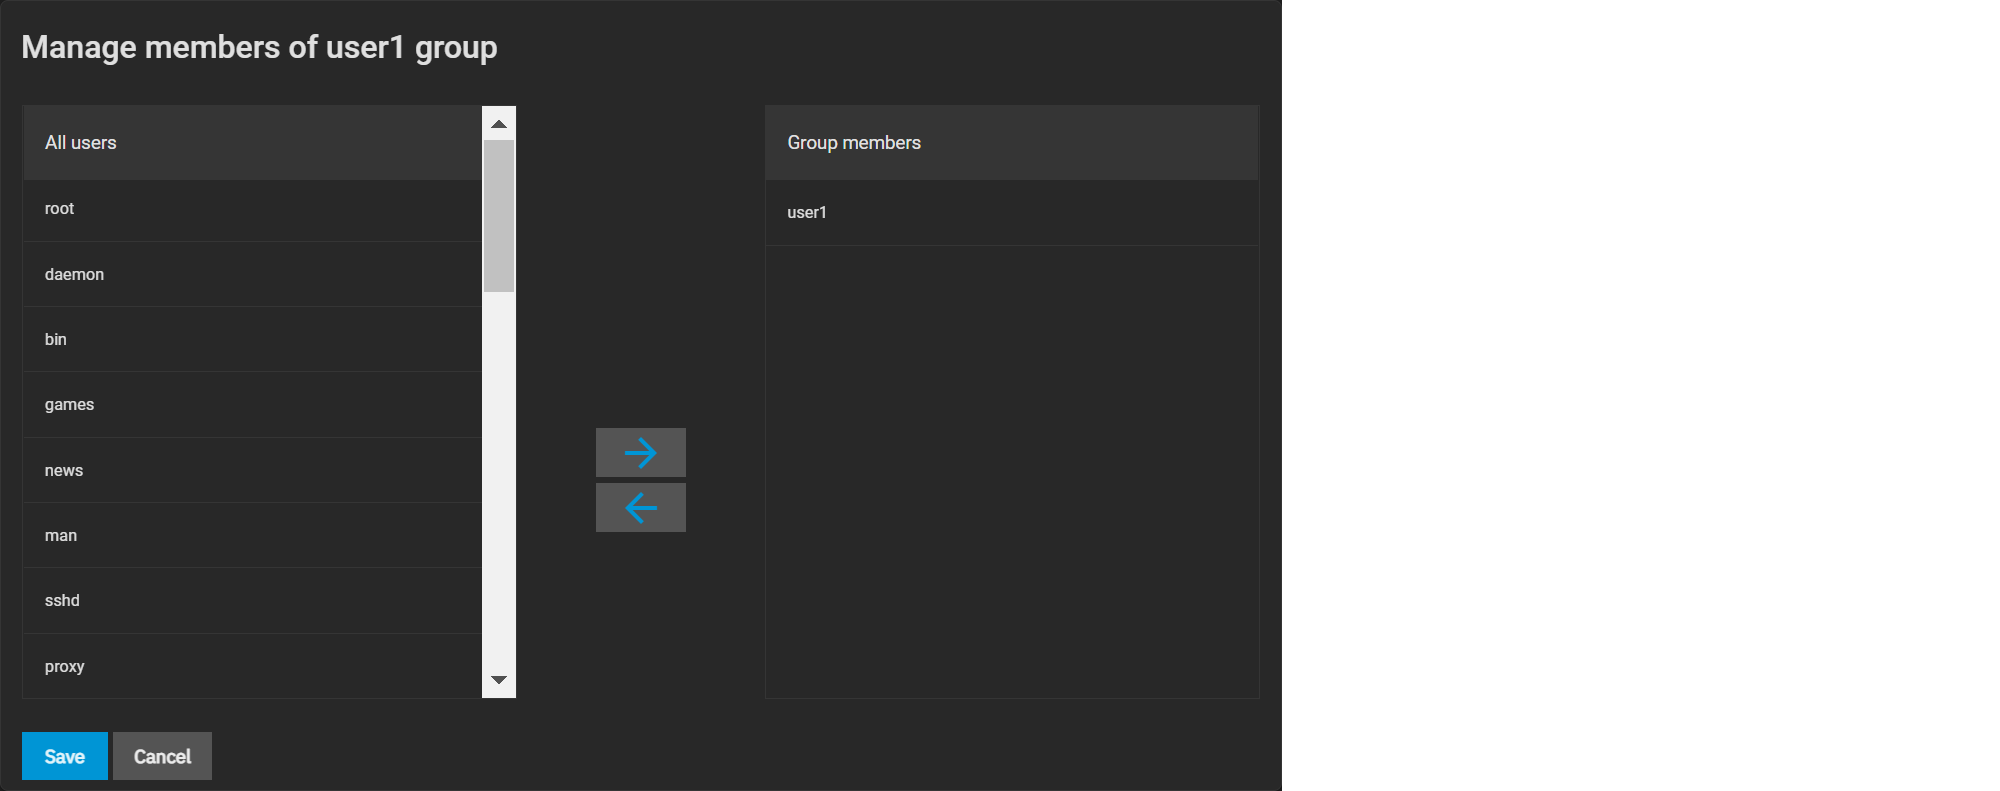 Manage members of user1 group
All users
root
daemon
bin
games
news
man
sshd
proxy
Group members
user1
Save Cancel